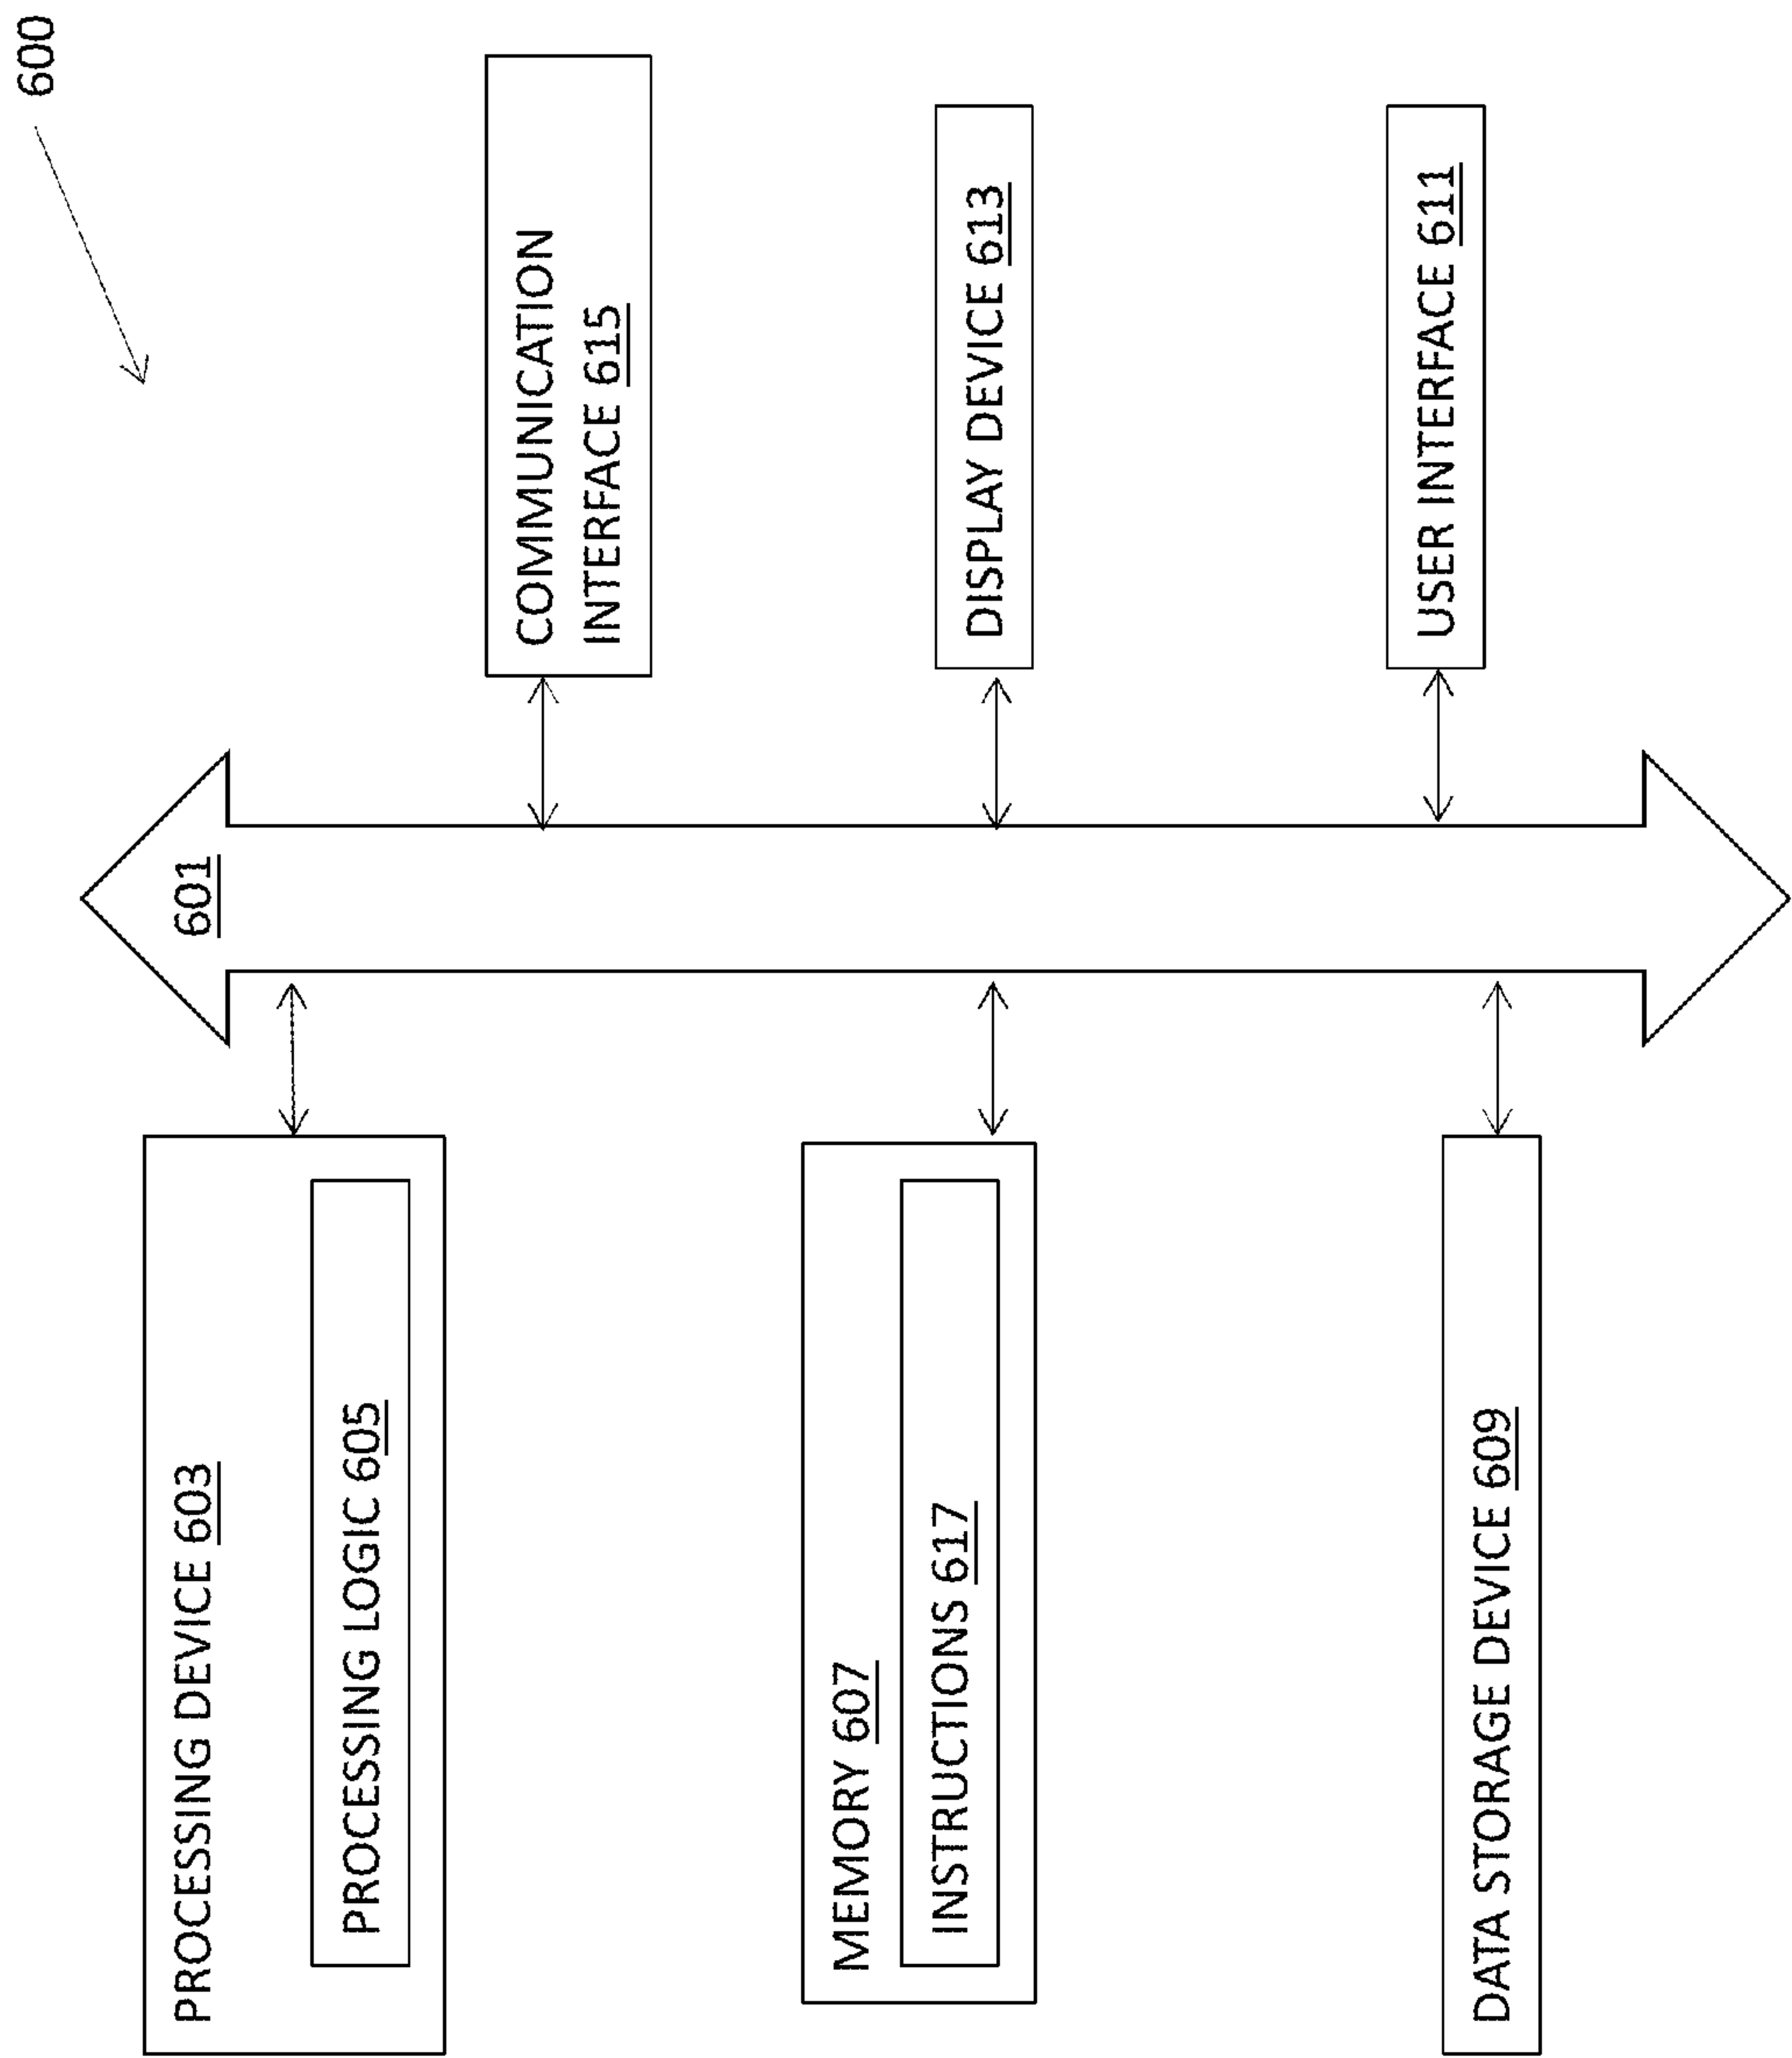 600
PROCESSING DEVICE 603
PROCESSING LOGIC 605
MEMORY 607
INSTRUCTIONS 617
DATA STORAGE DEVICE 609
601
COMMUNICATION
INTERFACE 615
DISPLAY DEVICE 613
USER INTERFACE 611